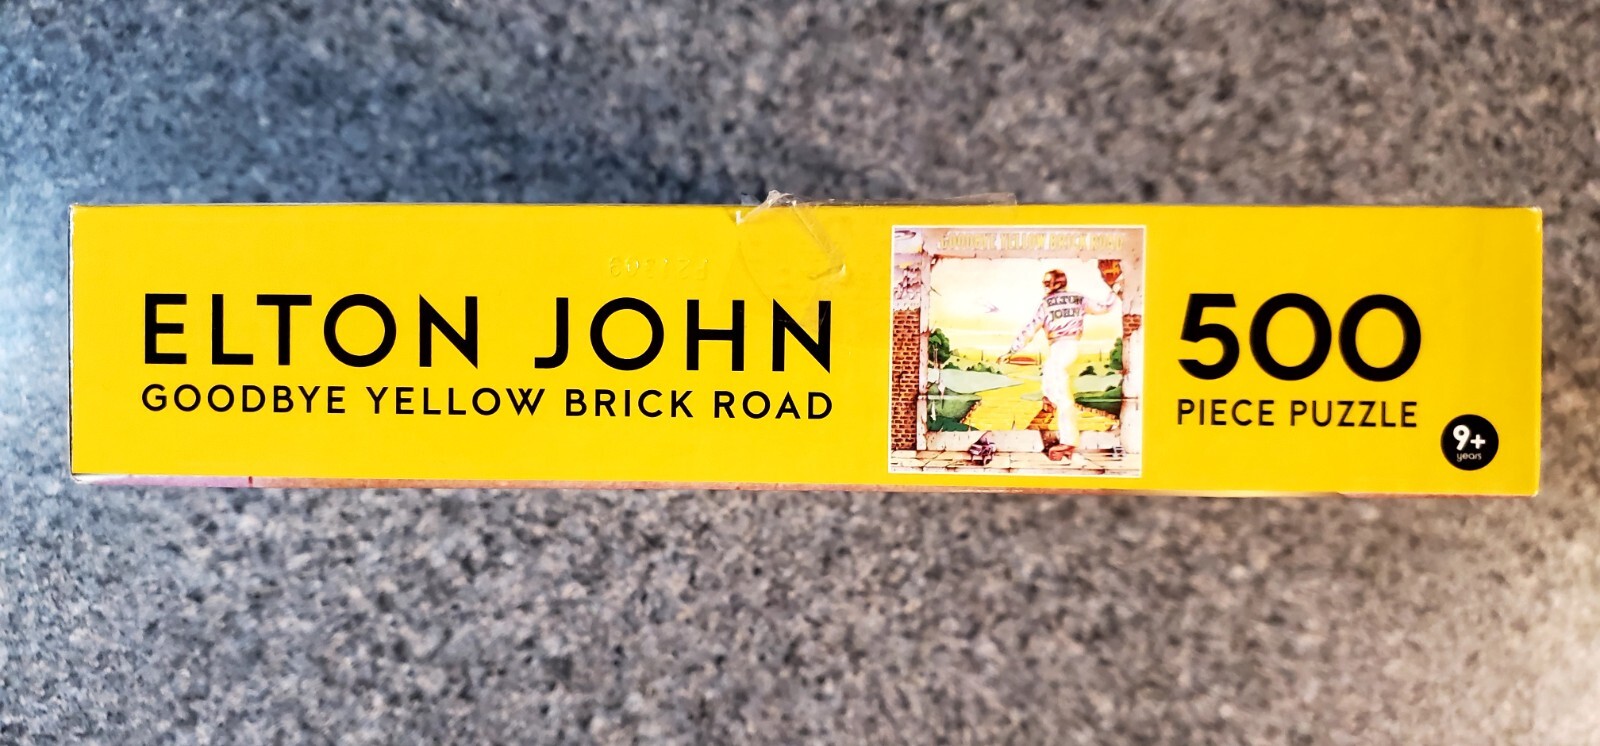 ELTON JOHN
GOODBYE YELLOW BRICK ROAD
GOODBYE YELLOW BRICK ROAD
ELTON
JOHN
500
PIECE PUZZLE
9+
years